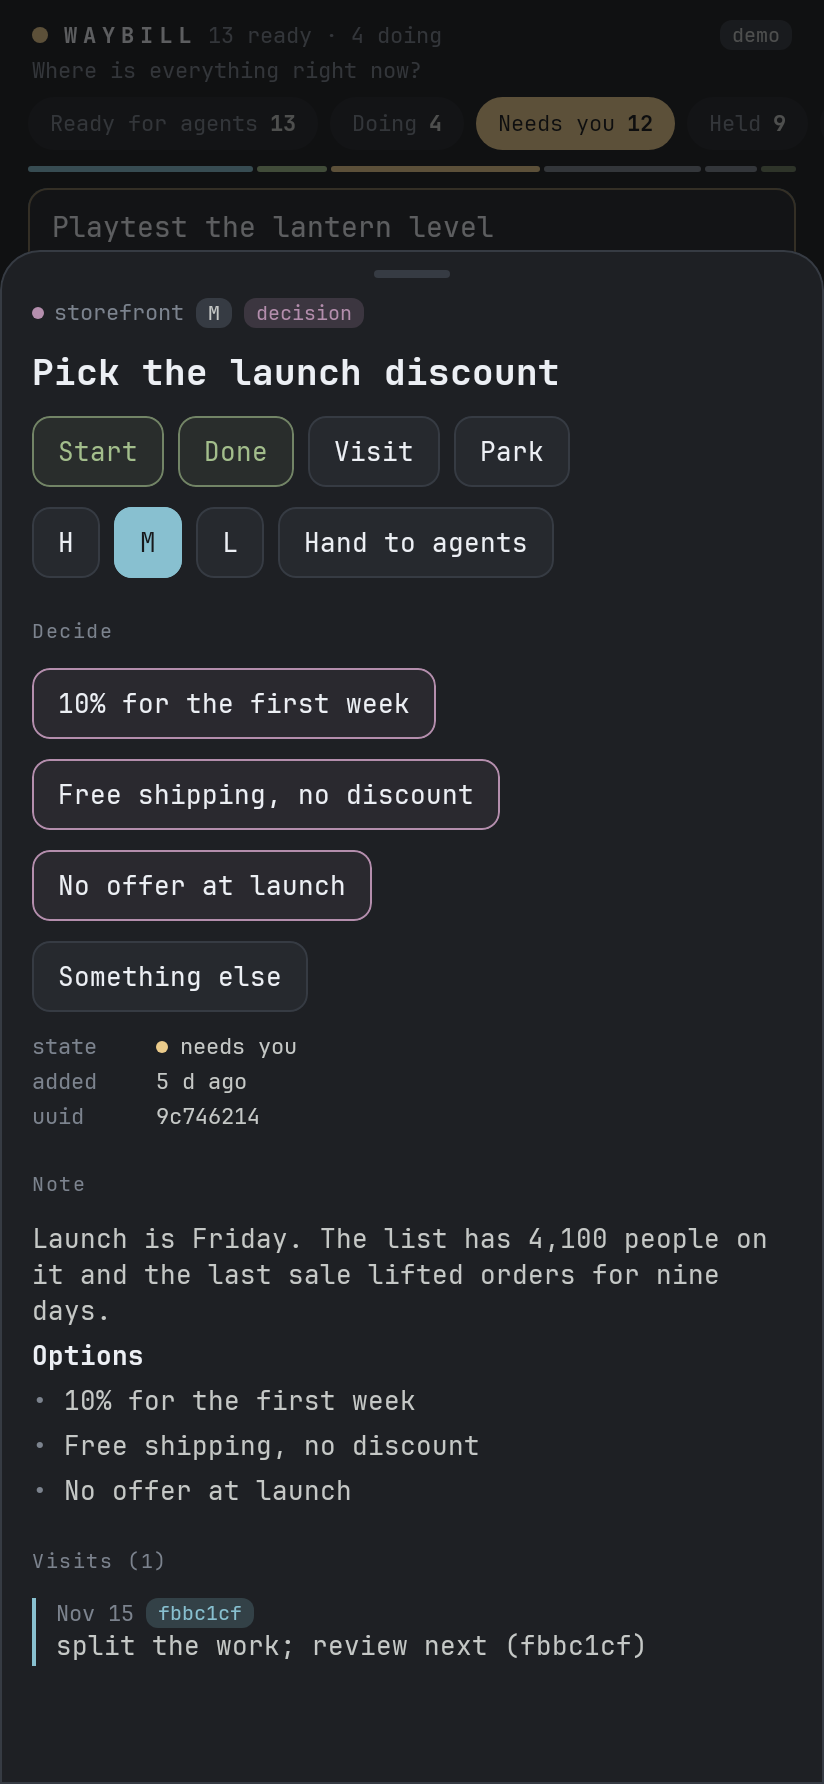 WAYBILL 13 ready · 4 doing demo
Where is everything right now?
Ready for agents 13 Doing 4 Needs you 12 Held 9
Playtest the lantern level
storefront M decision
Pick the launch discount
Start Done Visit Park
H M L Hand to agents
Decide
10% for the first week
Free shipping, no discount
No offer at launch
Something else
state needs you
added 5 d ago
uuid 9c746214
Note
Launch is Friday. The list has 4,100 people on
it and the last sale lifted orders for nine
days.
Options
• 10% for the first week
• Free shipping, no discount
• No offer at launch
Visits (1)
Nov 15 fbbc1cf
split the work; review next (fbbc1cf)